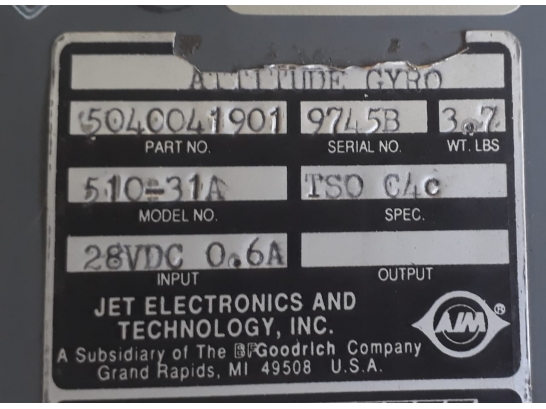 ATTITUDE GYRO
5040041901 9745B 3.7
PART NO. SERIAL NO. WT. LBS
510-31A TSO C4c
MODEL NO. SPEC.
28VDC 0.6A
INPUT OUTPUT
JET ELECTRONICS AND
TECHNOLOGY, INC.
AIM ®
A Subsidiary of The BFGoodrich Company
Grand Rapids, MI 49508 U.S.A.